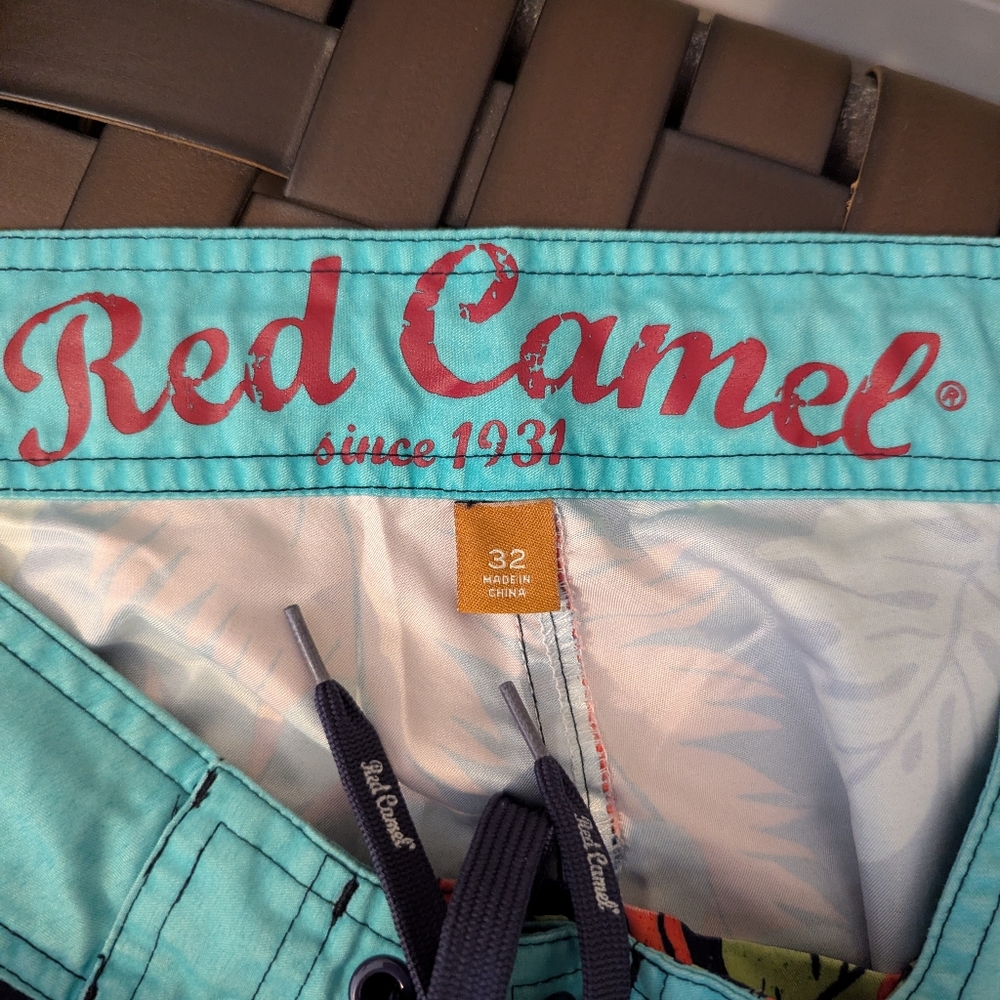 Red Camel®
since 1931
32
MADE IN
CHINA
Red Camel
Red Camel